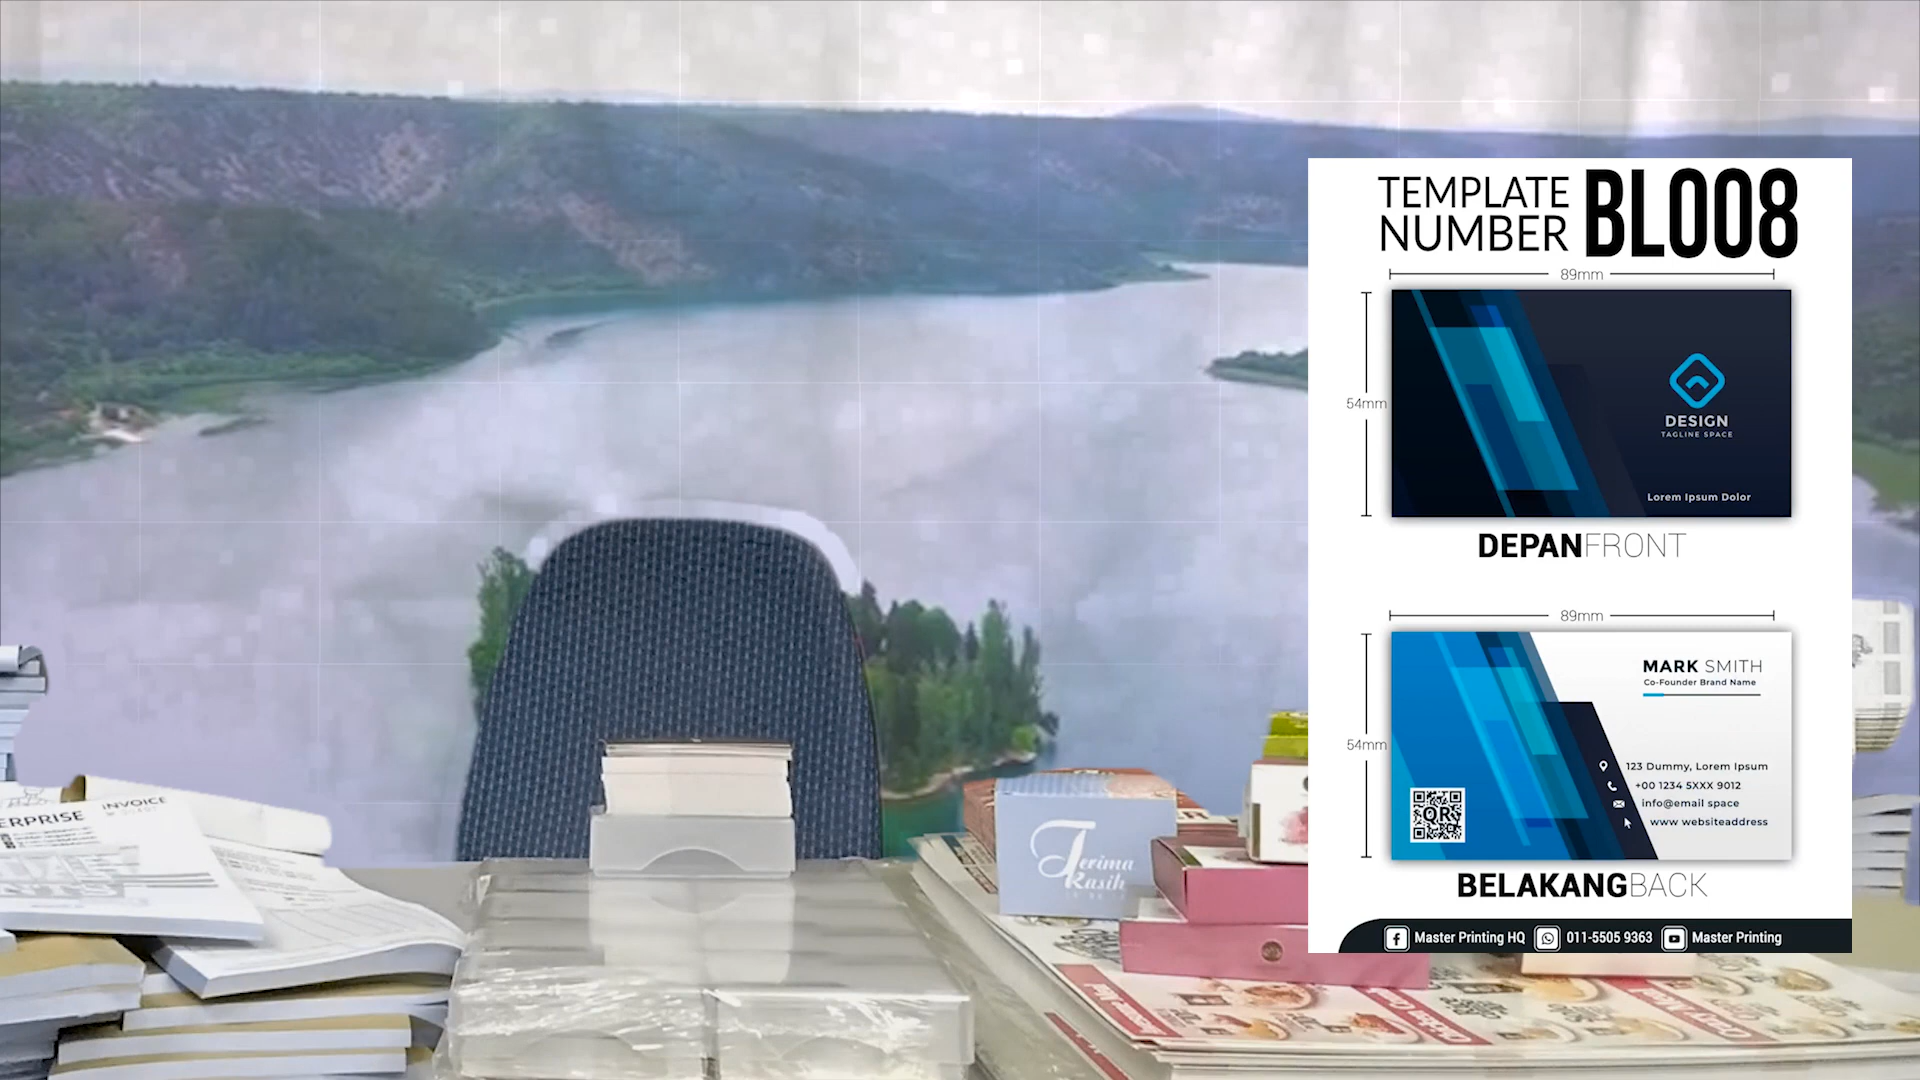 TEMPLATE
NUMBER
BL008
89mm
54mm
DESIGN
TAGLINE SPACE
Lorem Ipsum Dolor
DEPANFRONT
89mm
54mm
MARK SMITH
Co-Founder Brand Name
123 Dummy, Lorem Ipsum
+00 1234 5XXX 9012
info@email space
www websiteaddress
QR
BELAKANGBACK
Master Printing HQ
011-5505 9363
Master Printing
INVOICE
ERPRISE
Terima
Kasih